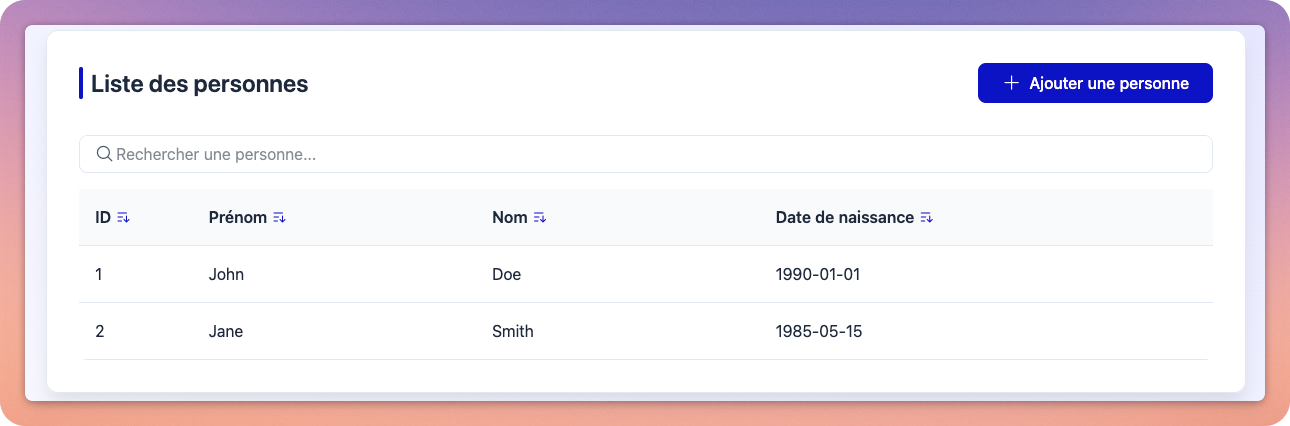 Liste des personnes
Ajouter une personne
Rechercher une personne...
ID Prénom Nom Date de naissance
1 John Doe 1990-01-01
2 Jane Smith 1985-05-15